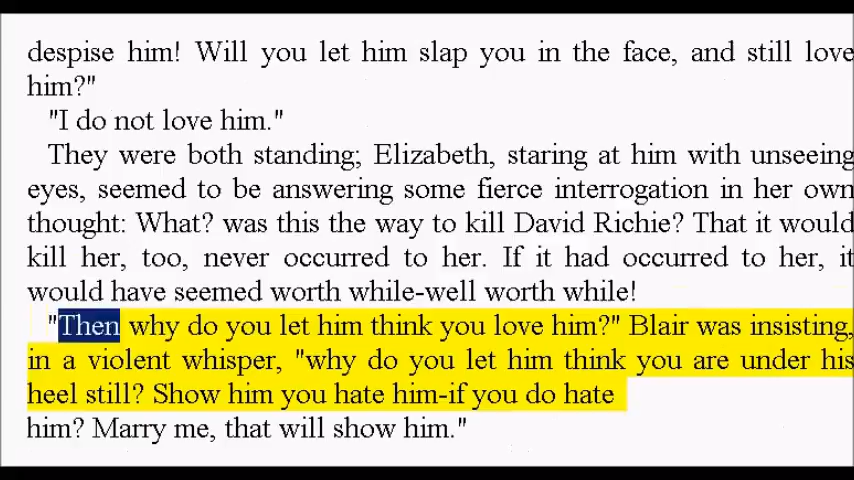 despise him! Will you let him slap you in the face, and still love
him?"
"I do not love him."
They were both standing; Elizabeth, staring at him with unseeing
eyes, seemed to be answering some fierce interrogation in her own
thought: What? was this the way to kill David Richie? That it would
kill her, too, never occurred to her. If it had occurred to her, it
would have seemed worth while-well worth while!
"Then why do you let him think you love him?" Blair was insisting,
in a violent whisper, "why do you let him think you are under his
heel still? Show him you hate him-if you do hate
him? Marry me, that will show him."